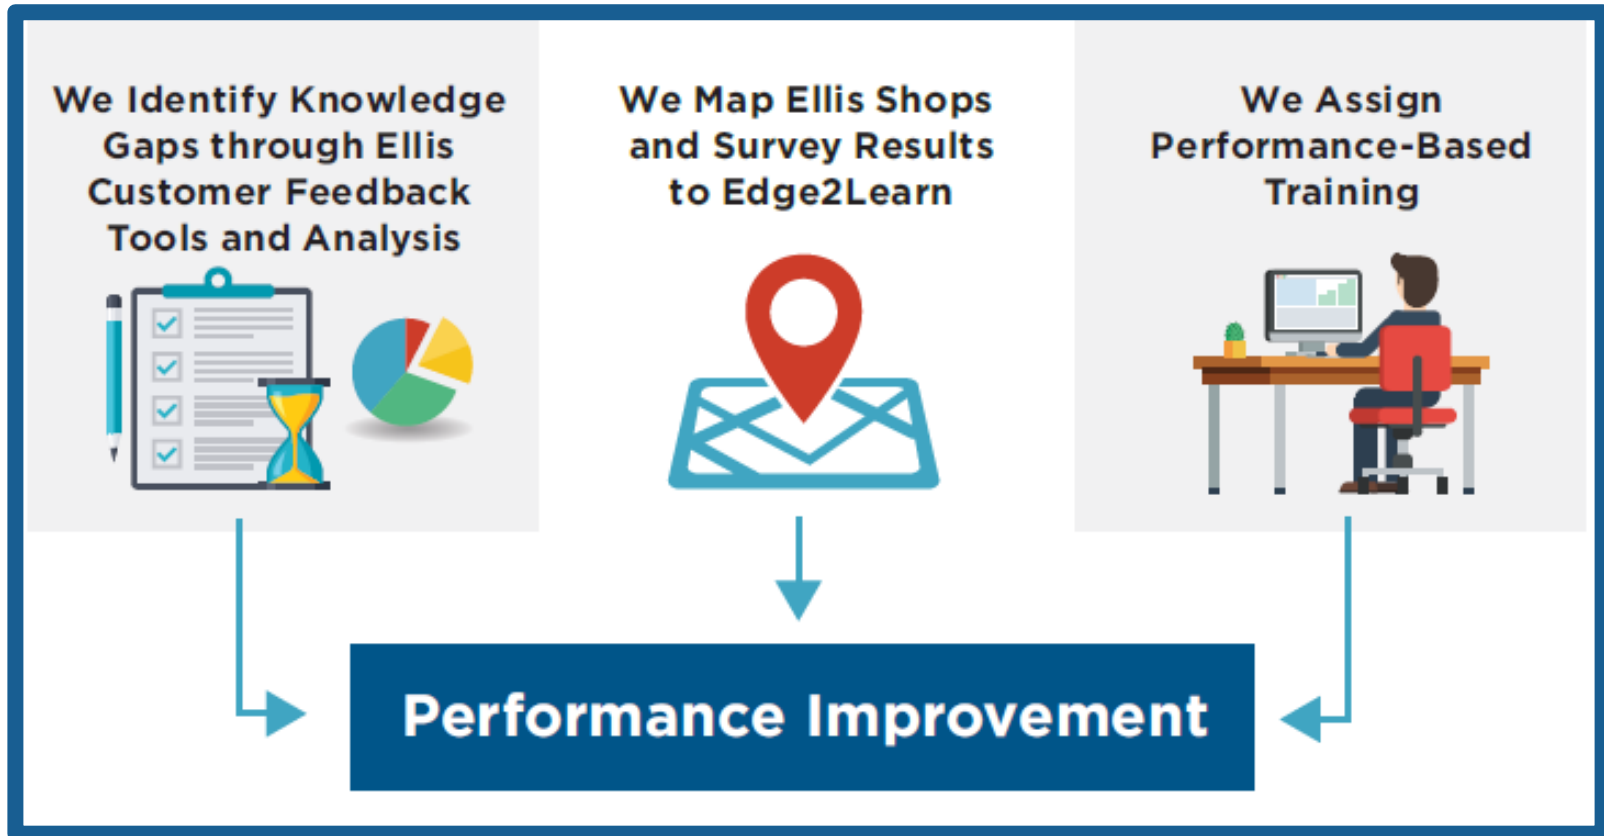 We Identify Knowledge
Gaps through Ellis
Customer Feedback
Tools and Analysis
We Map Ellis Shops
and Survey Results
to Edge2Learn
We Assign
Performance-Based
Training
Performance Improvement